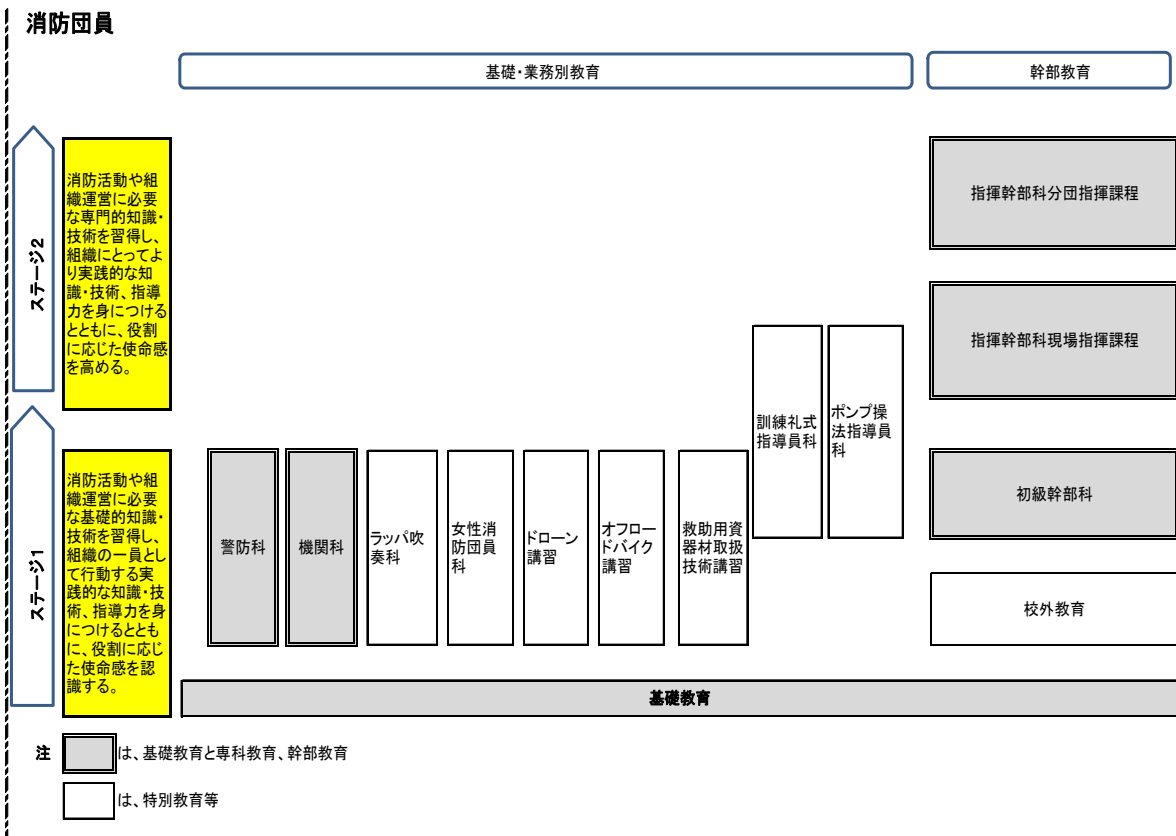 消防団員
基礎・業務別教育
幹部教育
ステージ2
消防活動や組
織運営に必要
な専門的知識・
技術を習得し、
組織にとってよ
り実践的な知
識・技術、指導
力を身につける
とともに、役割
に応じた使命感
を高める。
指揮幹部科分団指揮課程
指揮幹部科現場指揮課程
訓練礼式
指導員科
ポンプ操
法指導員
科
ステージ1
消防活動や組
織運営に必要
な基礎的知識・
技術を習得し、
組織の一員とし
て行動する実
践的な知識・技
術、指導力を身
につけるととも
に、役割に応じ
た使命感を認
識する。
警防科
機関科
ラッパ吹
奏科
女性消
防団員
科
ドローン
講習
オフロー
ドバイク
講習
救助用資
器材取扱
技術講習
初級幹部科
校外教育
基礎教育
注
は、基礎教育と専科教育、幹部教育
は、特別教育等